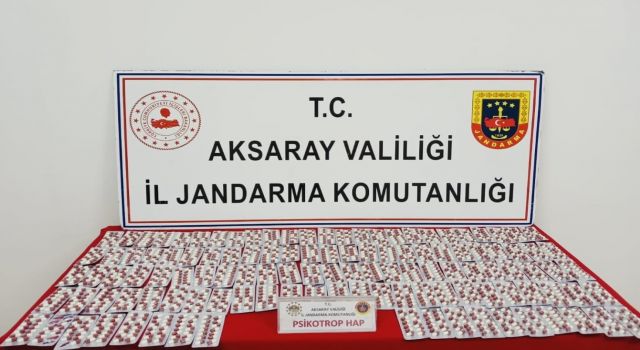 T.C.
AKSARAY VALİLİĞİ
İL JANDARMA KOMUTANLIĞI
JANDARMA
T.C.
AKSARAY VALİLİĞİ
İL JANDARMA KOMUTANLIĞI
PSİKOTROP HAP